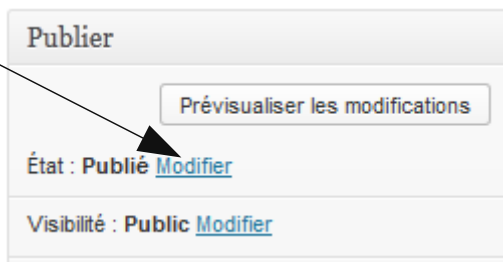 Publier
Prévisualiser les modifications
État : Publié Modifier
Visibilité : Public Modifier